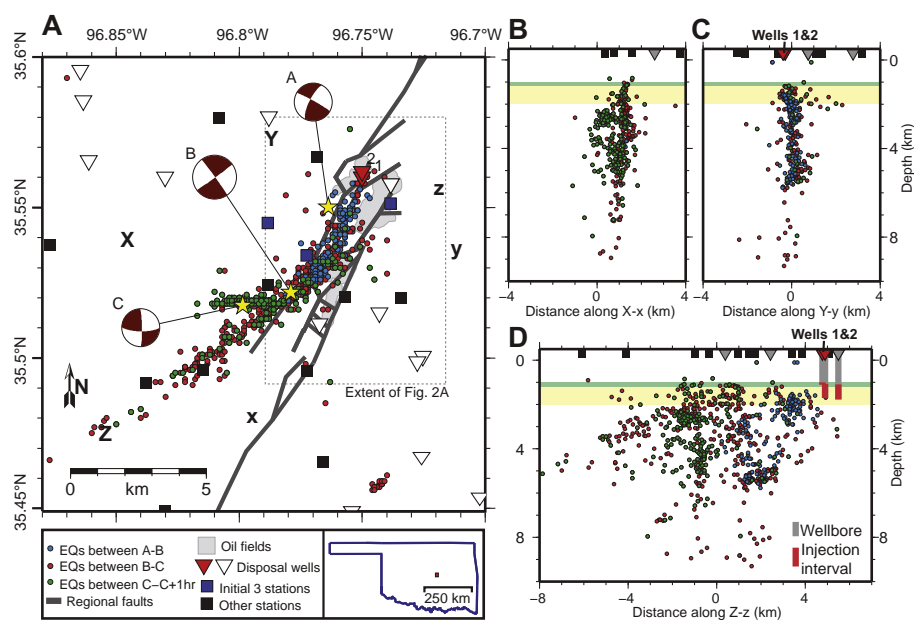 A
96.85°W
96.8°W
96.75°W
96.7°W
35.6°N
35.55°N
35.5°N
35.45°N
A
B
C
Y
X
z
y
x
Z
2
1
N
Extent of Fig. 2A
0
5
km
EQs between A-B
EQs between B-C
EQs between C–C+1hr
Regional faults
Oil fields
Disposal wells
Initial 3 stations
Other stations
250 km
B
0
4
8
Depth (km)
−4
0
4
Distance along X-x (km)
C
Wells 1&2
0
4
8
Depth (km)
−4
0
4
Distance along Y-y (km)
D
Wells 1&2
0
4
8
Depth (km)
−8
−4
0
4
Distance along Z-z (km)
Wellbore
Injection
interval